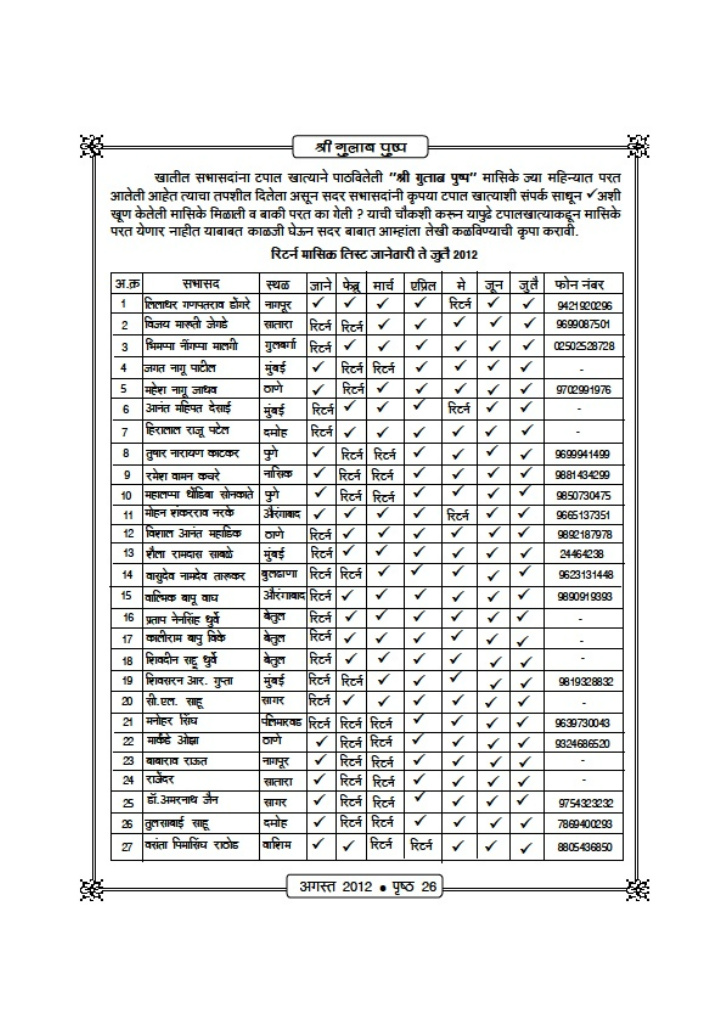 श्री गुलाब पुष्प
खातील सभासदांना टपाल खात्याने पाठविलेली "श्री गुलाब पुष्प" मासिके ज्या महिन्यात परत
आलेली आहेत त्याचा तपशील दिलेला असून सदर सभासदांनी कृपया टपाल खात्याशी संपर्क साधून ✓अशी
खूण केलेली मासिके मिळाली व बाकी परत का गेली ? याची चौकशी करून यापुढे टपालखात्याकडून मासिके
परत येणार नाहीत याबाबत काळजी घेऊन सदर बाबात आम्हांला लेखी कळविण्याची कृपा करावी.
रिटर्न मासिक लिस्ट जानेवारी ते जुलै 2012
अ.क्र सभासद स्थळ जाने फेब्रु मार्च एप्रिल मे जून जुलै फोन नंबर
1 लिलाधर गणपतराव डोंगरे नागपूर ✓ ✓ ✓ ✓ रिटर्न ✓ ✓ 9421920296
2 विजय मारुती जेगडे सातारा रिटर्न रिटर्न ✓ ✓ ✓ ✓ ✓ 9699087501
3 भिमप्पा नींगप्पा मालगी गुलबर्गा रिटर्न ✓ ✓ ✓ ✓ ✓ ✓ 02502528728
4 जगत नागू पाटील मुंबई ✓ रिटर्न रिटर्न ✓ ✓ ✓ ✓ -
5 महेश नागू जाधव ठाणे ✓ रिटर्न ✓ ✓ ✓ ✓ ✓ 9702991976
6 आनंत महिपत देसाई मुंबई रिटर्न ✓ ✓ ✓ रिटर्न ✓ ✓ -
7 हिरालाल राजू पटेल दमोह रिटर्न ✓ ✓ ✓ ✓ ✓ ✓ -
8 तुषार नारायण काटकर पुणे ✓ रिटर्न रिटर्न ✓ ✓ ✓ ✓ 9699941499
9 रमेश वामन कचरे नासिक ✓ रिटर्न रिटर्न ✓ ✓ ✓ ✓ 9881434299
10 महालप्पा धोंडिबा सोनकाते पुणे ✓ रिटर्न रिटर्न ✓ ✓ ✓ ✓ 9850730475
11 मोहन शंकरराव नरके औरंगाबाद ✓ ✓ ✓ ✓ रिटर्न ✓ ✓ 9665137351
12 विशाल आनंत महाडिक ठाणे रिटर्न ✓ ✓ ✓ ✓ ✓ ✓ 9892187978
13 शैला रामदास साबळे मुंबई रिटर्न ✓ ✓ ✓ ✓ ✓ ✓ 24464238
14 वासुदेव नामदेव तारूकर बुलढाणा रिटर्न रिटर्न ✓ ✓ ✓ ✓ ✓ 9623131448
15 वाल्मिक बापू वाघ औरंगाबाद रिटर्न ✓ ✓ ✓ ✓ ✓ ✓ 9890919393
16 प्रताप नेनसिंह धुर्वे बेतुल रिटर्न ✓ ✓ ✓ ✓ ✓ ✓ -
17 कालीराम बापु विके बेतुल रिटर्न ✓ ✓ ✓ ✓ ✓ ✓ -
18 शिवदीन सद्दू धुर्वे बेतुल रिटर्न ✓ ✓ ✓ ✓ ✓ ✓ -
19 शिवसरन आर. गुप्ता मुंबई रिटर्न रिटर्न ✓ ✓ ✓ ✓ ✓ 9819328832
20 सी.एल. साहू सागर रिटर्न ✓ ✓ ✓ ✓ ✓ ✓ -
21 मनोहर सिंघ पलिमारवड रिटर्न रिटर्न रिटर्न ✓ ✓ ✓ ✓ 9639730043
22 मार्कंडे ओझा ठाणे ✓ रिटर्न रिटर्न ✓ ✓ ✓ ✓ 9324686520
23 बाबाराव राऊत नागपूर ✓ रिटर्न रिटर्न ✓ ✓ ✓ ✓ -
24 राजेंदर सातारा ✓ रिटर्न रिटर्न ✓ ✓ ✓ ✓ -
25 डॉ.अमरनाथ जैन सागर ✓ रिटर्न रिटर्न ✓ ✓ ✓ ✓ 9754323232
26 तुलसाबाई साहू दमोह ✓ रिटर्न रिटर्न ✓ ✓ ✓ ✓ 7869400293
27 वसंता पिमासिंघ राठोड वाशिम ✓ ✓ रिटर्न रिटर्न ✓ ✓ ✓ 8805436850
अगस्त 2012 ● पृष्ठ 26